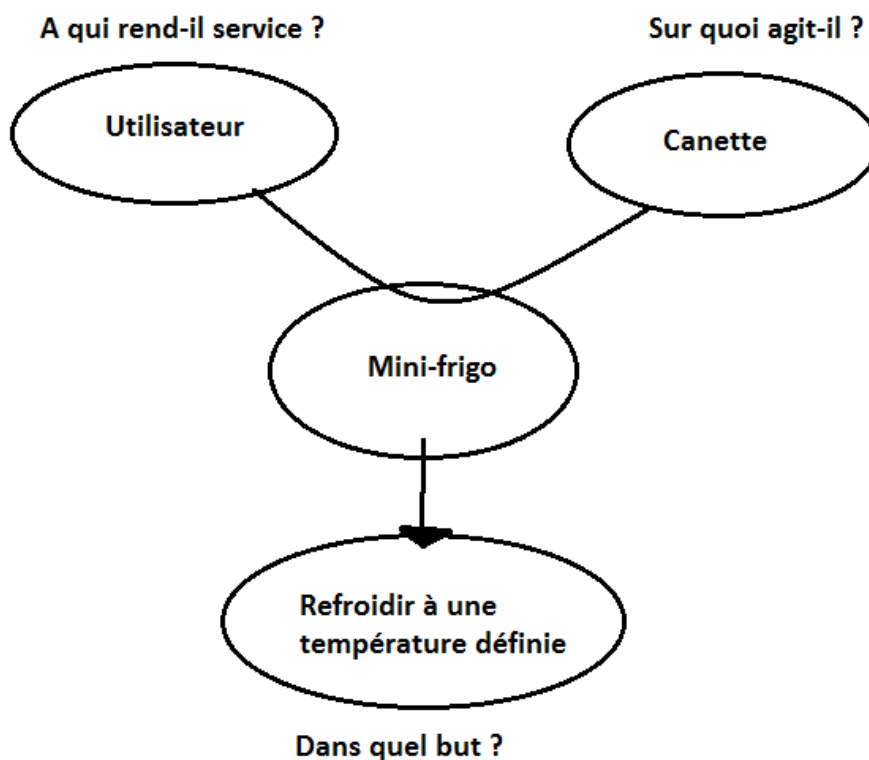 A qui rend-il service ?
Sur quoi agit-il ?
Utilisateur
Canette
Mini-frigo
Refroidir à une
température définie
Dans quel but ?